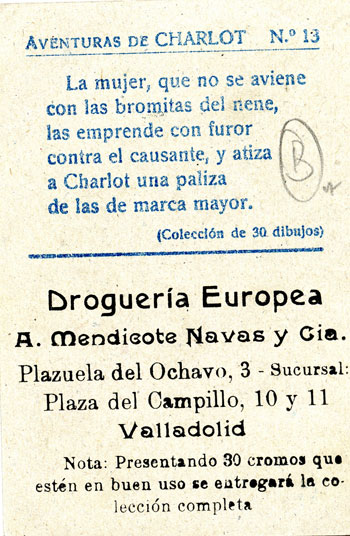 AVENTURAS DE CHARLOT N.º 13
La mujer, que no se aviene
con las bromitas del nene,
las emprende con furor
contra el causante, y atiza
a Charlot una paliza
de las de marca mayor.
(Colección de 30 dibujos)
B
Droguería Europea
A. Mendicote Navas y Cia.
Plazuela del Ochavo, 3 - Sucursal:
Plaza del Campillo, 10 y 11
Valladolid
Nota: Presentando 30 cromos que
estén en buen uso se entregará la co-
lección completa